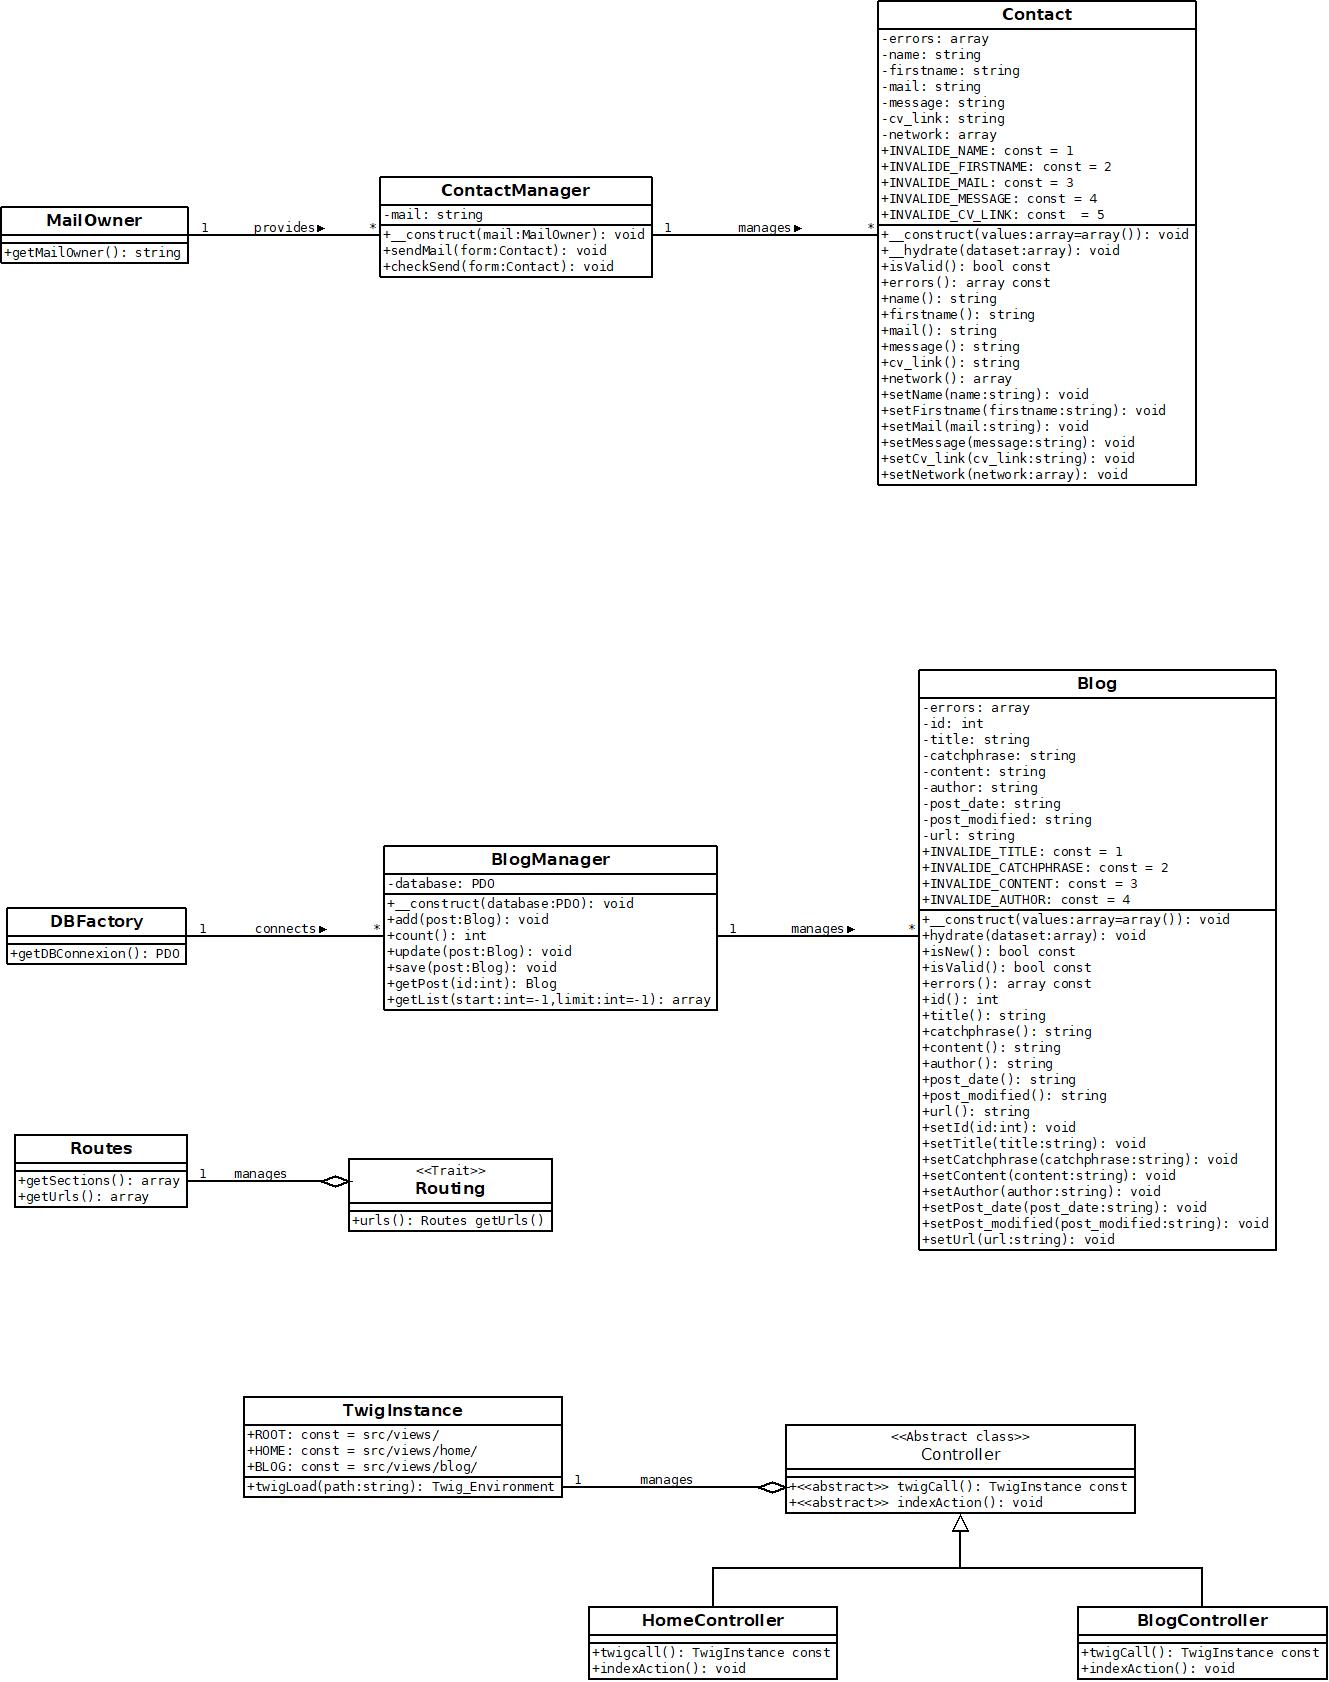 Contact
-errors: array
-name: string
-firstname: string
-mail: string
-message: string
-cv_link: string
-network: array
+INVALIDE_NAME: const = 1
+INVALIDE_FIRSTNAME: const = 2
+INVALIDE_MAIL: const = 3
+INVALIDE_MESSAGE: const = 4
+INVALIDE_CV_LINK: const  = 5
+__construct(values:array=array()): void
+__hydrate(dataset:array): void
+isValid(): bool const
+errors(): array const
+name(): string
+firstname(): string
+mail(): string
+message(): string
+cv_link(): string
+network(): array
+setName(name:string): void
+setFirstname(firstname:string): void
+setMail(mail:string): void
+setMessage(message:string): void
+setCv_link(cv_link:string): void
+setNetwork(network:array): void
MailOwner
+getMailOwner(): string
1 provides *
ContactManager
-mail: string
+__construct(mail:MailOwner): void
+sendMail(form:Contact): void
+checkSend(form:Contact): void
1 manages *
Blog
-errors: array
-id: int
-title: string
-catchphrase: string
-content: string
-author: string
-post_date: string
-post_modified: string
-url: string
+INVALIDE_TITLE: const = 1
+INVALIDE_CATCHPHRASE: const = 2
+INVALIDE_CONTENT: const = 3
+INVALIDE_AUTHOR: const = 4
+__construct(values:array=array()): void
+hydrate(dataset:array): void
+isNew(): bool const
+isValid(): bool const
+errors(): array const
+id(): int
+title(): string
+catchphrase(): string
+content(): string
+author(): string
+post_date(): string
+post_modified(): string
+url(): string
+setId(id:int): void
+setTitle(title:string): void
+setCatchphrase(catchphrase:string): void
+setContent(content:string): void
+setAuthor(author:string): void
+setPost_date(post_date:string): void
+setPost_modified(post_modified:string): void
+setUrl(url:string): void
DBFactory
+getDBConnexion(): PDO
1 connects *
BlogManager
-database: PDO
+__construct(database:PDO): void
+add(post:Blog): void
+count(): int
+update(post:Blog): void
+save(post:Blog): void
+getPost(id:int): Blog
+getList(start:int=-1,limit:int=-1): array
1 manages *
Routes
+getSections(): array
+getUrls(): array
1 manages
<<Trait>>
Routing
+urls(): Routes getUrls()
TwigInstance
+ROOT: const = src/views/
+HOME: const = src/views/home/
+BLOG: const = src/views/blog/
+twigLoad(path:string): Twig_Environment
1 manages
<<Abstract class>>
Controller
+<<abstract>> twigCall(): TwigInstance const
+<<abstract>> indexAction(): void
HomeController
+twigcall(): TwigInstance const
+indexAction(): void
BlogController
+twigCall(): TwigInstance const
+indexAction(): void